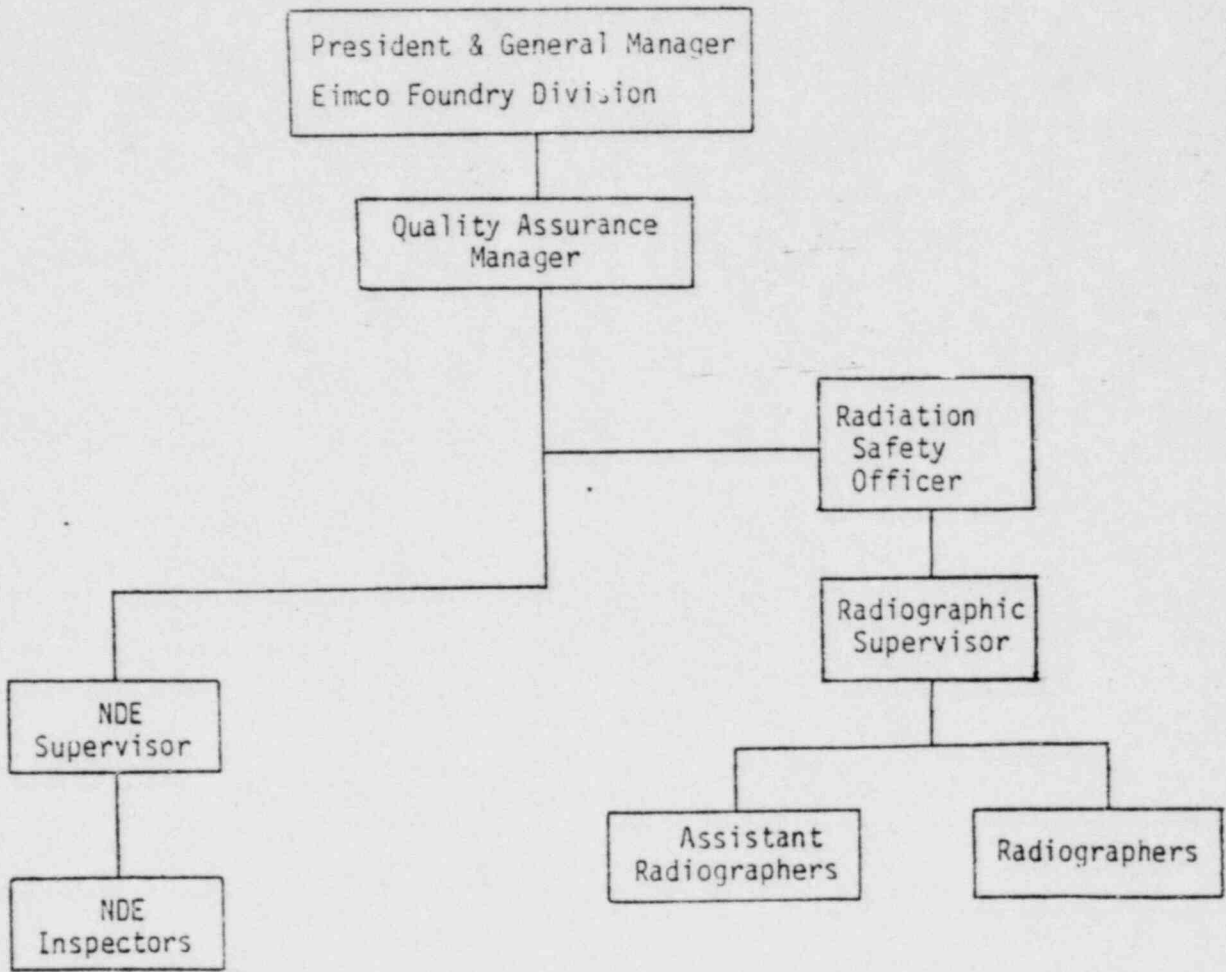 President & General Manager
Eimco Foundry Division
Quality Assurance
Manager
Radiation
Safety
Officer
Radiographic
Supervisor
NDE
Supervisor
Assistant
Radiographers
Radiographers
NDE
Inspectors